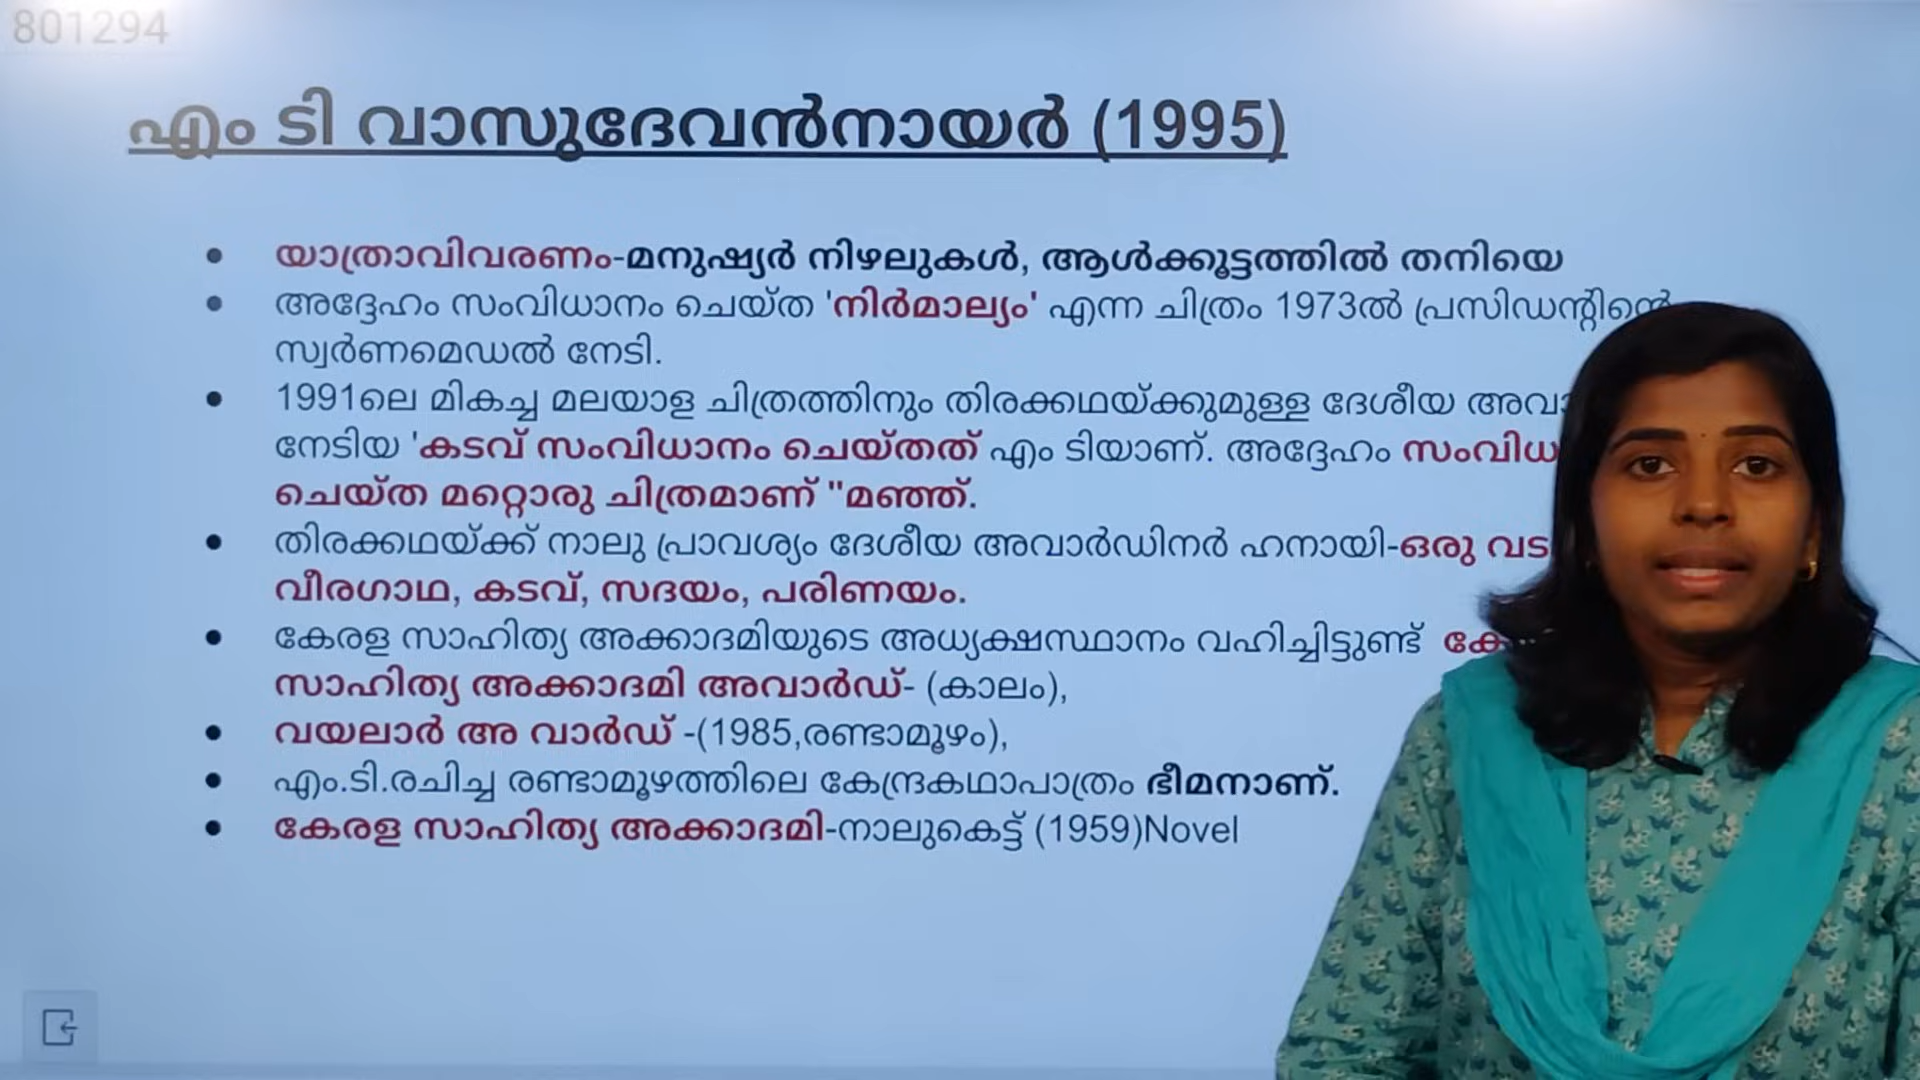 801294
എം ടി വാസുദേവൻനായർ (1995)
• യാത്രാവിവരണം-മനുഷ്യർ നിഴലുകൾ, ആൾക്കൂട്ടത്തിൽ തനിയെ
• അദ്ദേഹം സംവിധാനം ചെയ്ത 'നിർമാല്യം' എന്ന ചിത്രം 1973ൽ പ്രസിഡന്റിന്റെ
സ്വർണമെഡൽ നേടി.
• 1991ലെ മികച്ച മലയാള ചിത്രത്തിനും തിരക്കഥയ്ക്കുമുള്ള ദേശീയ
നേടിയ 'കടവ് സംവിധാനം ചെയ്തത് എം ടിയാണ്. അദ്ദേഹം
ചെയ്ത മറ്റൊരു ചിത്രമാണ് "മഞ്ഞ്.
• തിരക്കഥയ്ക്ക് നാലു പ്രാവശ്യം ദേശീയ അവാർഡിനർ ഹനായി-ഒരു
വീരഗാഥ, കടവ്, സദയം, പരിണയം.
• കേരള സാഹിത്യ അക്കാദമിയുടെ അധ്യക്ഷസ്ഥാനം വഹിച്ചിട്ടുണ്ട്
സാഹിത്യ അക്കാദമി അവാർഡ്- (കാലം),
• വയലാർ അ വാർഡ് -(1985,രണ്ടാമൂഴം),
• എം.ടി.രചിച്ച രണ്ടാമൂഴത്തിലെ കേന്ദ്രകഥാപാത്രം ഭീമനാണ്.
• കേരള സാഹിത്യ അക്കാദമി-നാലുകെട്ട് (1959)Novel